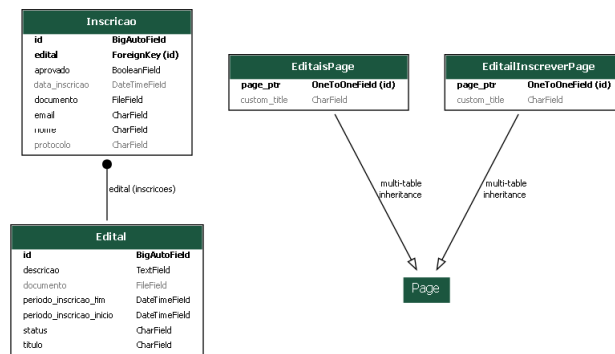 Inscricao
id BigAutoField
edital ForeignKey (id)
aprovado BooleanField
data_inscricao DateTimeField
documento FileField
email CharField
nome CharField
protocolo CharField
edital (inscricoes)
Edital
id BigAutoField
descricao TextField
documento FileField
periodo_inscricao_fim DateTimeField
periodo_inscricao_inicio DateTimeField
status CharField
titulo CharField
EditaisPage
page_ptr OneToOneField (id)
custom_title CharField
EditailInscreverPage
page_ptr OneToOneField (id)
custom_title CharField
multi-table
inheritance
multi-table
inheritance
Page